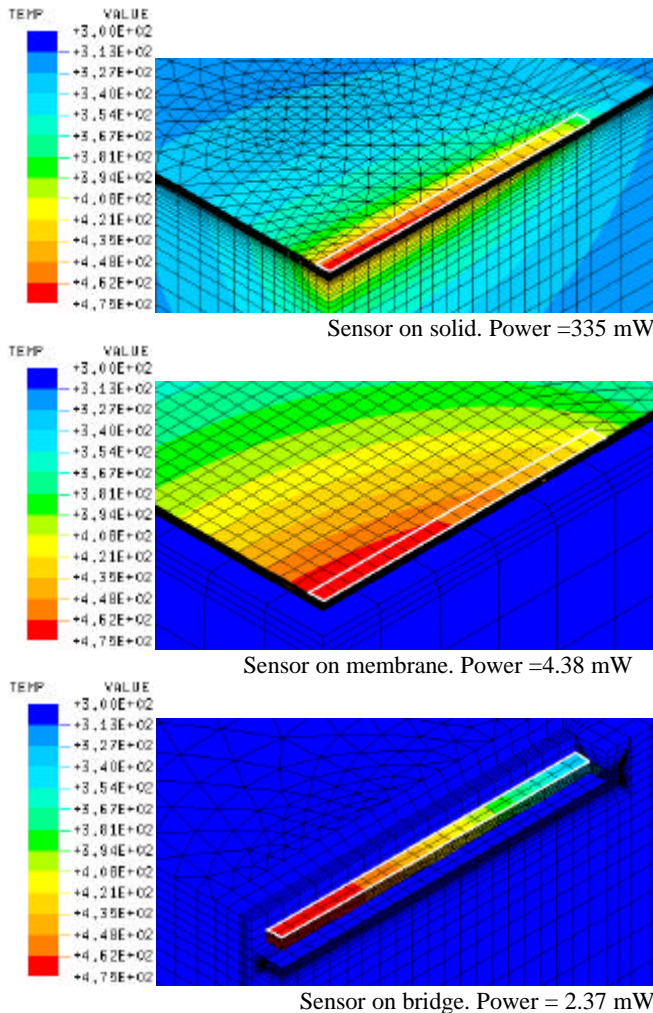 TEMP VALUE
+3.00E+02
+3.13E+02
+3.27E+02
+3.40E+02
+3.54E+02
+3.67E+02
+3.81E+02
+3.94E+02
+4.08E+02
+4.21E+02
+4.35E+02
+4.48E+02
+4.62E+02
+4.75E+02
Sensor on solid. Power =335 mW
TEMP VALUE
+3.00E+02
+3.13E+02
+3.27E+02
+3.40E+02
+3.54E+02
+3.67E+02
+3.81E+02
+3.94E+02
+4.08E+02
+4.21E+02
+4.35E+02
+4.48E+02
+4.62E+02
+4.75E+02
Sensor on membrane. Power =4.38 mW
TEMP VALUE
+3.00E+02
+3.13E+02
+3.27E+02
+3.40E+02
+3.54E+02
+3.67E+02
+3.81E+02
+3.94E+02
+4.08E+02
+4.21E+02
+4.35E+02
+4.48E+02
+4.62E+02
+4.75E+02
Sensor on bridge. Power = 2.37 mW